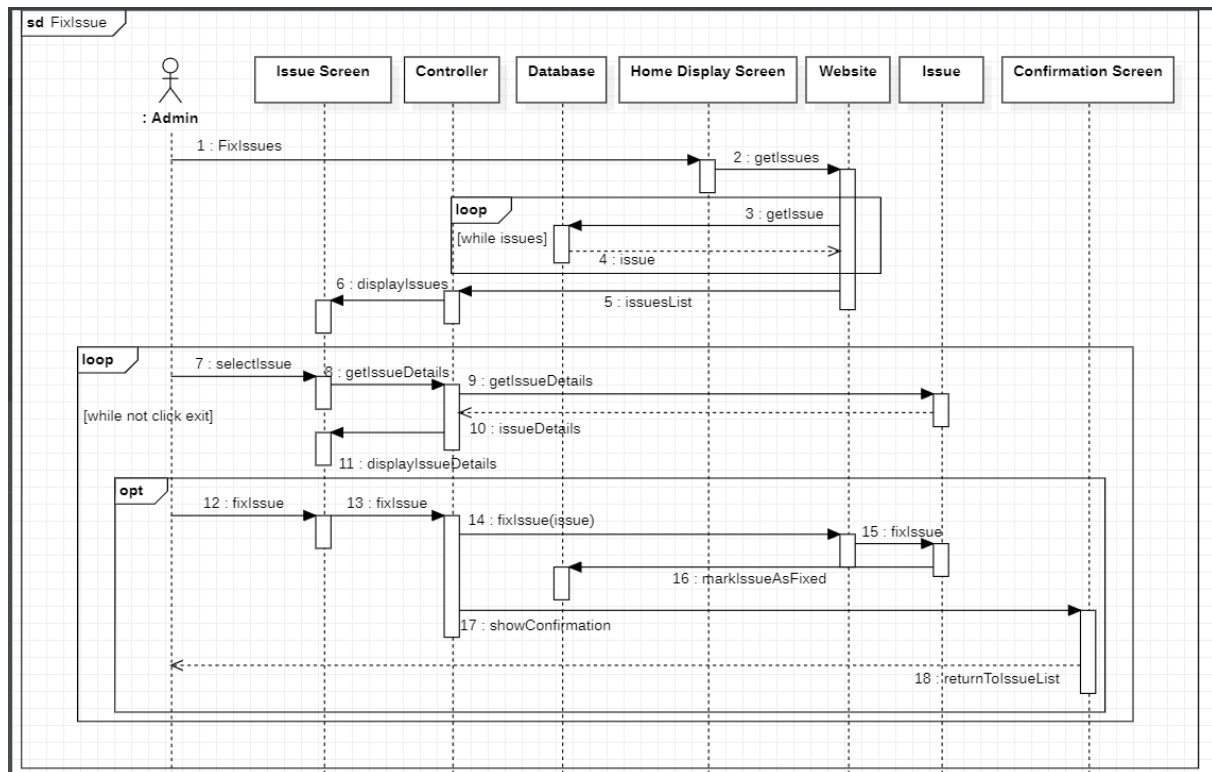 sd FixIssue
Issue Screen
Controller
Database
Home Display Screen
Website
Issue
Confirmation Screen
: Admin
1 : FixIssues
2 : getIssues
loop
3 : getIssue
[while issues]
4 : issue
6 : displayIssues
5 : issuesList
loop
7 : selectIssue
8 : getIssueDetails
9 : getIssueDetails
[while not click exit]
10 : issueDetails
11 : displayIssueDetails
opt
12 : fixIssue
13 : fixIssue
14 : fixIssue(issue)
15 : fixIssue
16 : markIssueAsFixed
17 : showConfirmation
18 : returnToIssueList